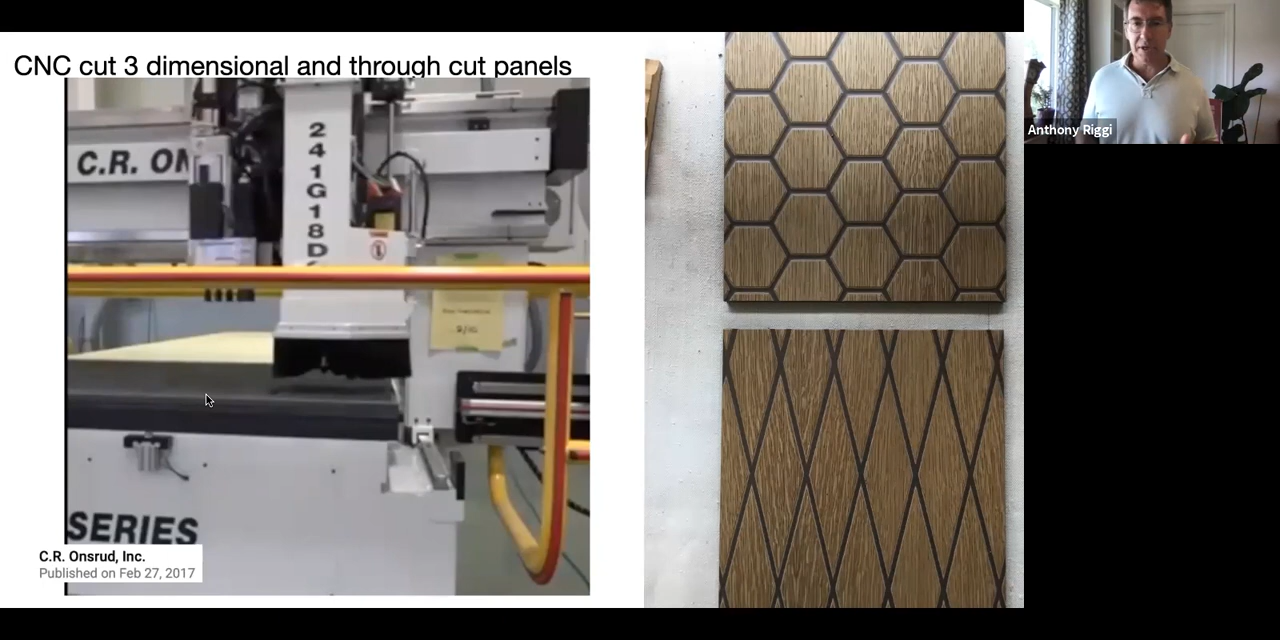 CNC cut 3 dimensional and through cut panels
C.R. ON
241G18D
SERIES
C.R. Onsrud, Inc.
Published on Feb 27, 2017
Anthony Riggi